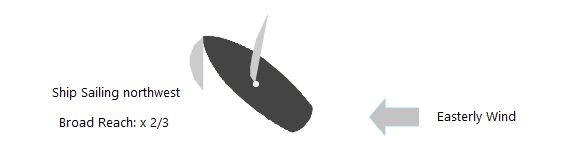 Ship Sailing northwest
Broad Reach: x 2/3
Easterly Wind